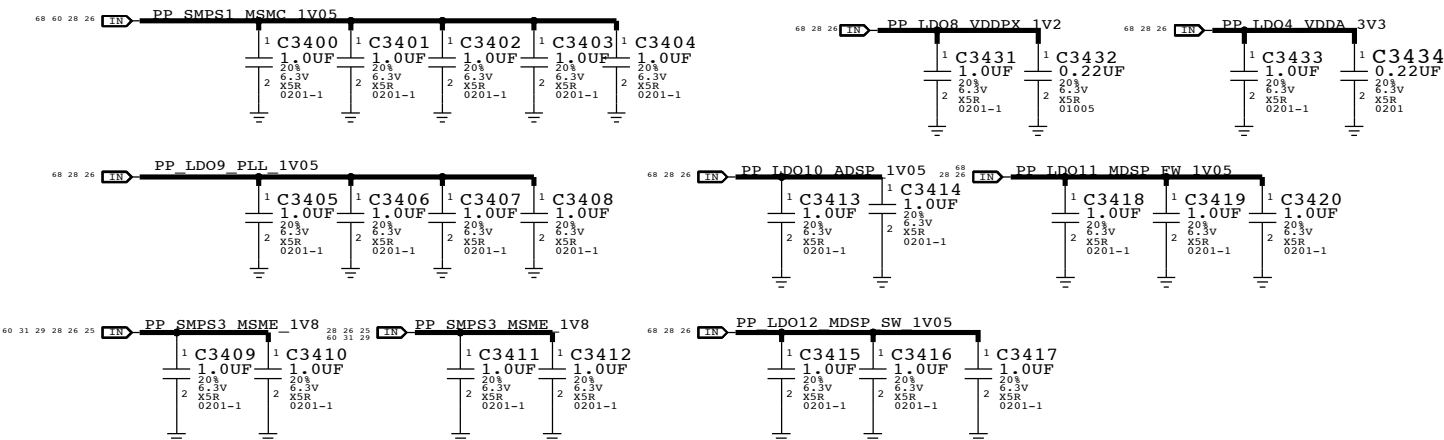 68 60 28 26 IN PP_SMPS1_MSMC_1V05
1 C3400
1.0UF
20%
6.3V
2 X5R
0201-1
1 C3401
1.0UF
20%
6.3V
2 X5R
0201-1
1 C3402
1.0UF
20%
6.3V
2 X5R
0201-1
1 C3403
1.0UF
20%
6.3V
2 X5R
0201-1
1 C3404
1.0UF
20%
6.3V
2 X5R
0201-1
68 28 26 IN PP_LDO8_VDDPX_1V2
1 C3431
1.0UF
20%
6.3V
2 X5R
0201-1
1 C3432
0.22UF
20%
6.3V
2 X5R
01005
68 28 26 IN PP_LDO4_VDDA_3V3
1 C3433
1.0UF
20%
6.3V
2 X5R
0201-1
1 C3434
0.22UF
20%
6.3V
2 X5R
0201
68 28 26 IN PP_LDO9_PLL_1V05
1 C3405
1.0UF
20%
6.3V
2 X5R
0201-1
1 C3406
1.0UF
20%
6.3V
2 X5R
0201-1
1 C3407
1.0UF
20%
6.3V
2 X5R
0201-1
1 C3408
1.0UF
20%
6.3V
2 X5R
0201-1
68 28 26 IN PP_LDO10_ADSP_1V05
1 C3413
1.0UF
20%
6.3V
2 X5R
0201-1
1 C3414
1.0UF
20%
6.3V
2 X5R
0201-1
68
28 26 IN PP_LDO11_MDSP_FW_1V05
1 C3418
1.0UF
20%
6.3V
2 X5R
0201-1
1 C3419
1.0UF
20%
6.3V
2 X5R
0201-1
1 C3420
1.0UF
20%
6.3V
2 X5R
0201-1
60 31 29 28 26 25 IN PP_SMPS3_MSME_1V8
1 C3409
1.0UF
20%
6.3V
2 X5R
0201-1
1 C3410
1.0UF
20%
6.3V
2 X5R
0201-1
28 26 25
60 31 29 IN PP_SMPS3_MSME_1V8
1 C3411
1.0UF
20%
6.3V
2 X5R
0201-1
1 C3412
1.0UF
20%
6.3V
2 X5R
0201-1
68 28 26 IN PP_LDO12_MDSP_SW_1V05
1 C3415
1.0UF
20%
6.3V
2 X5R
0201-1
1 C3416
1.0UF
20%
6.3V
2 X5R
0201-1
1 C3417
1.0UF
20%
6.3V
2 X5R
0201-1